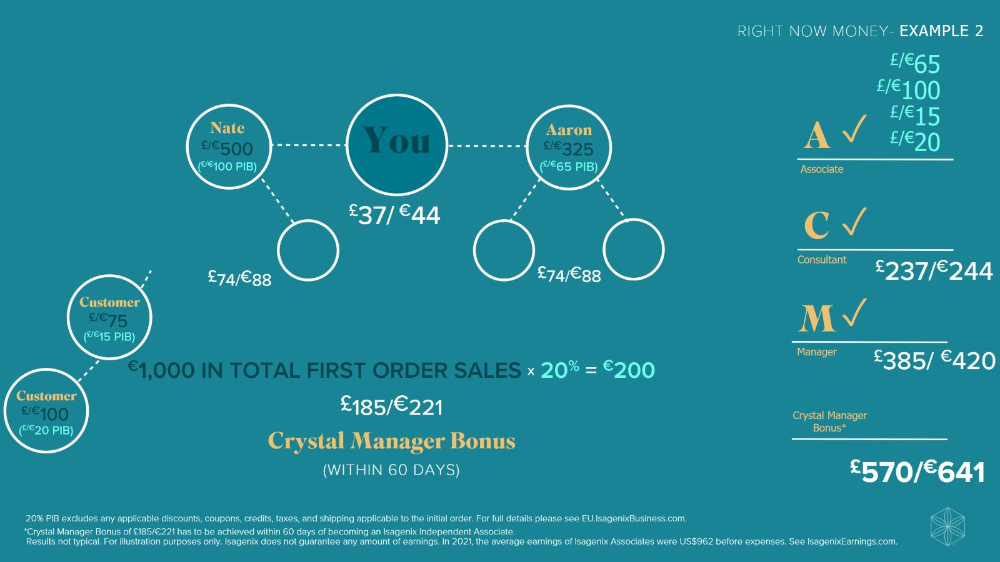 RIGHT NOW MONEY- EXAMPLE 2
£/€65
£/€100
£/€15
£/€20
A ✓
Associate
C ✓
Consultant
£237/€244
M ✓
Manager
£385/ €420
Crystal Manager
Bonus*
£570/€641
Nate
£/€500
(£/€100 PIB)
You
£37/ €44
Aaron
£/€325
(£/€65 PIB)
£74/€88
£74/€88
Customer
£/€75
(£/€15 PIB)
Customer
£/€100
(£/€20 PIB)
€1,000 IN TOTAL FIRST ORDER SALES x 20% = €200
£185/€221
Crystal Manager Bonus
(WITHIN 60 DAYS)
20% PIB excludes any applicable discounts, coupons, credits, taxes, and shipping applicable to the initial order. For full details please see EU.IsagenixBusiness.com.
*Crystal Manager Bonus of £185/€221 has to be achieved within 60 days of becoming an Isagenix Independent Associate.
Results not typical. For illustration purposes only. Isagenix does not guarantee any amount of earnings. In 2021, the average earnings of Isagenix Associates were US$962 before expenses. See IsagenixEarnings.com.